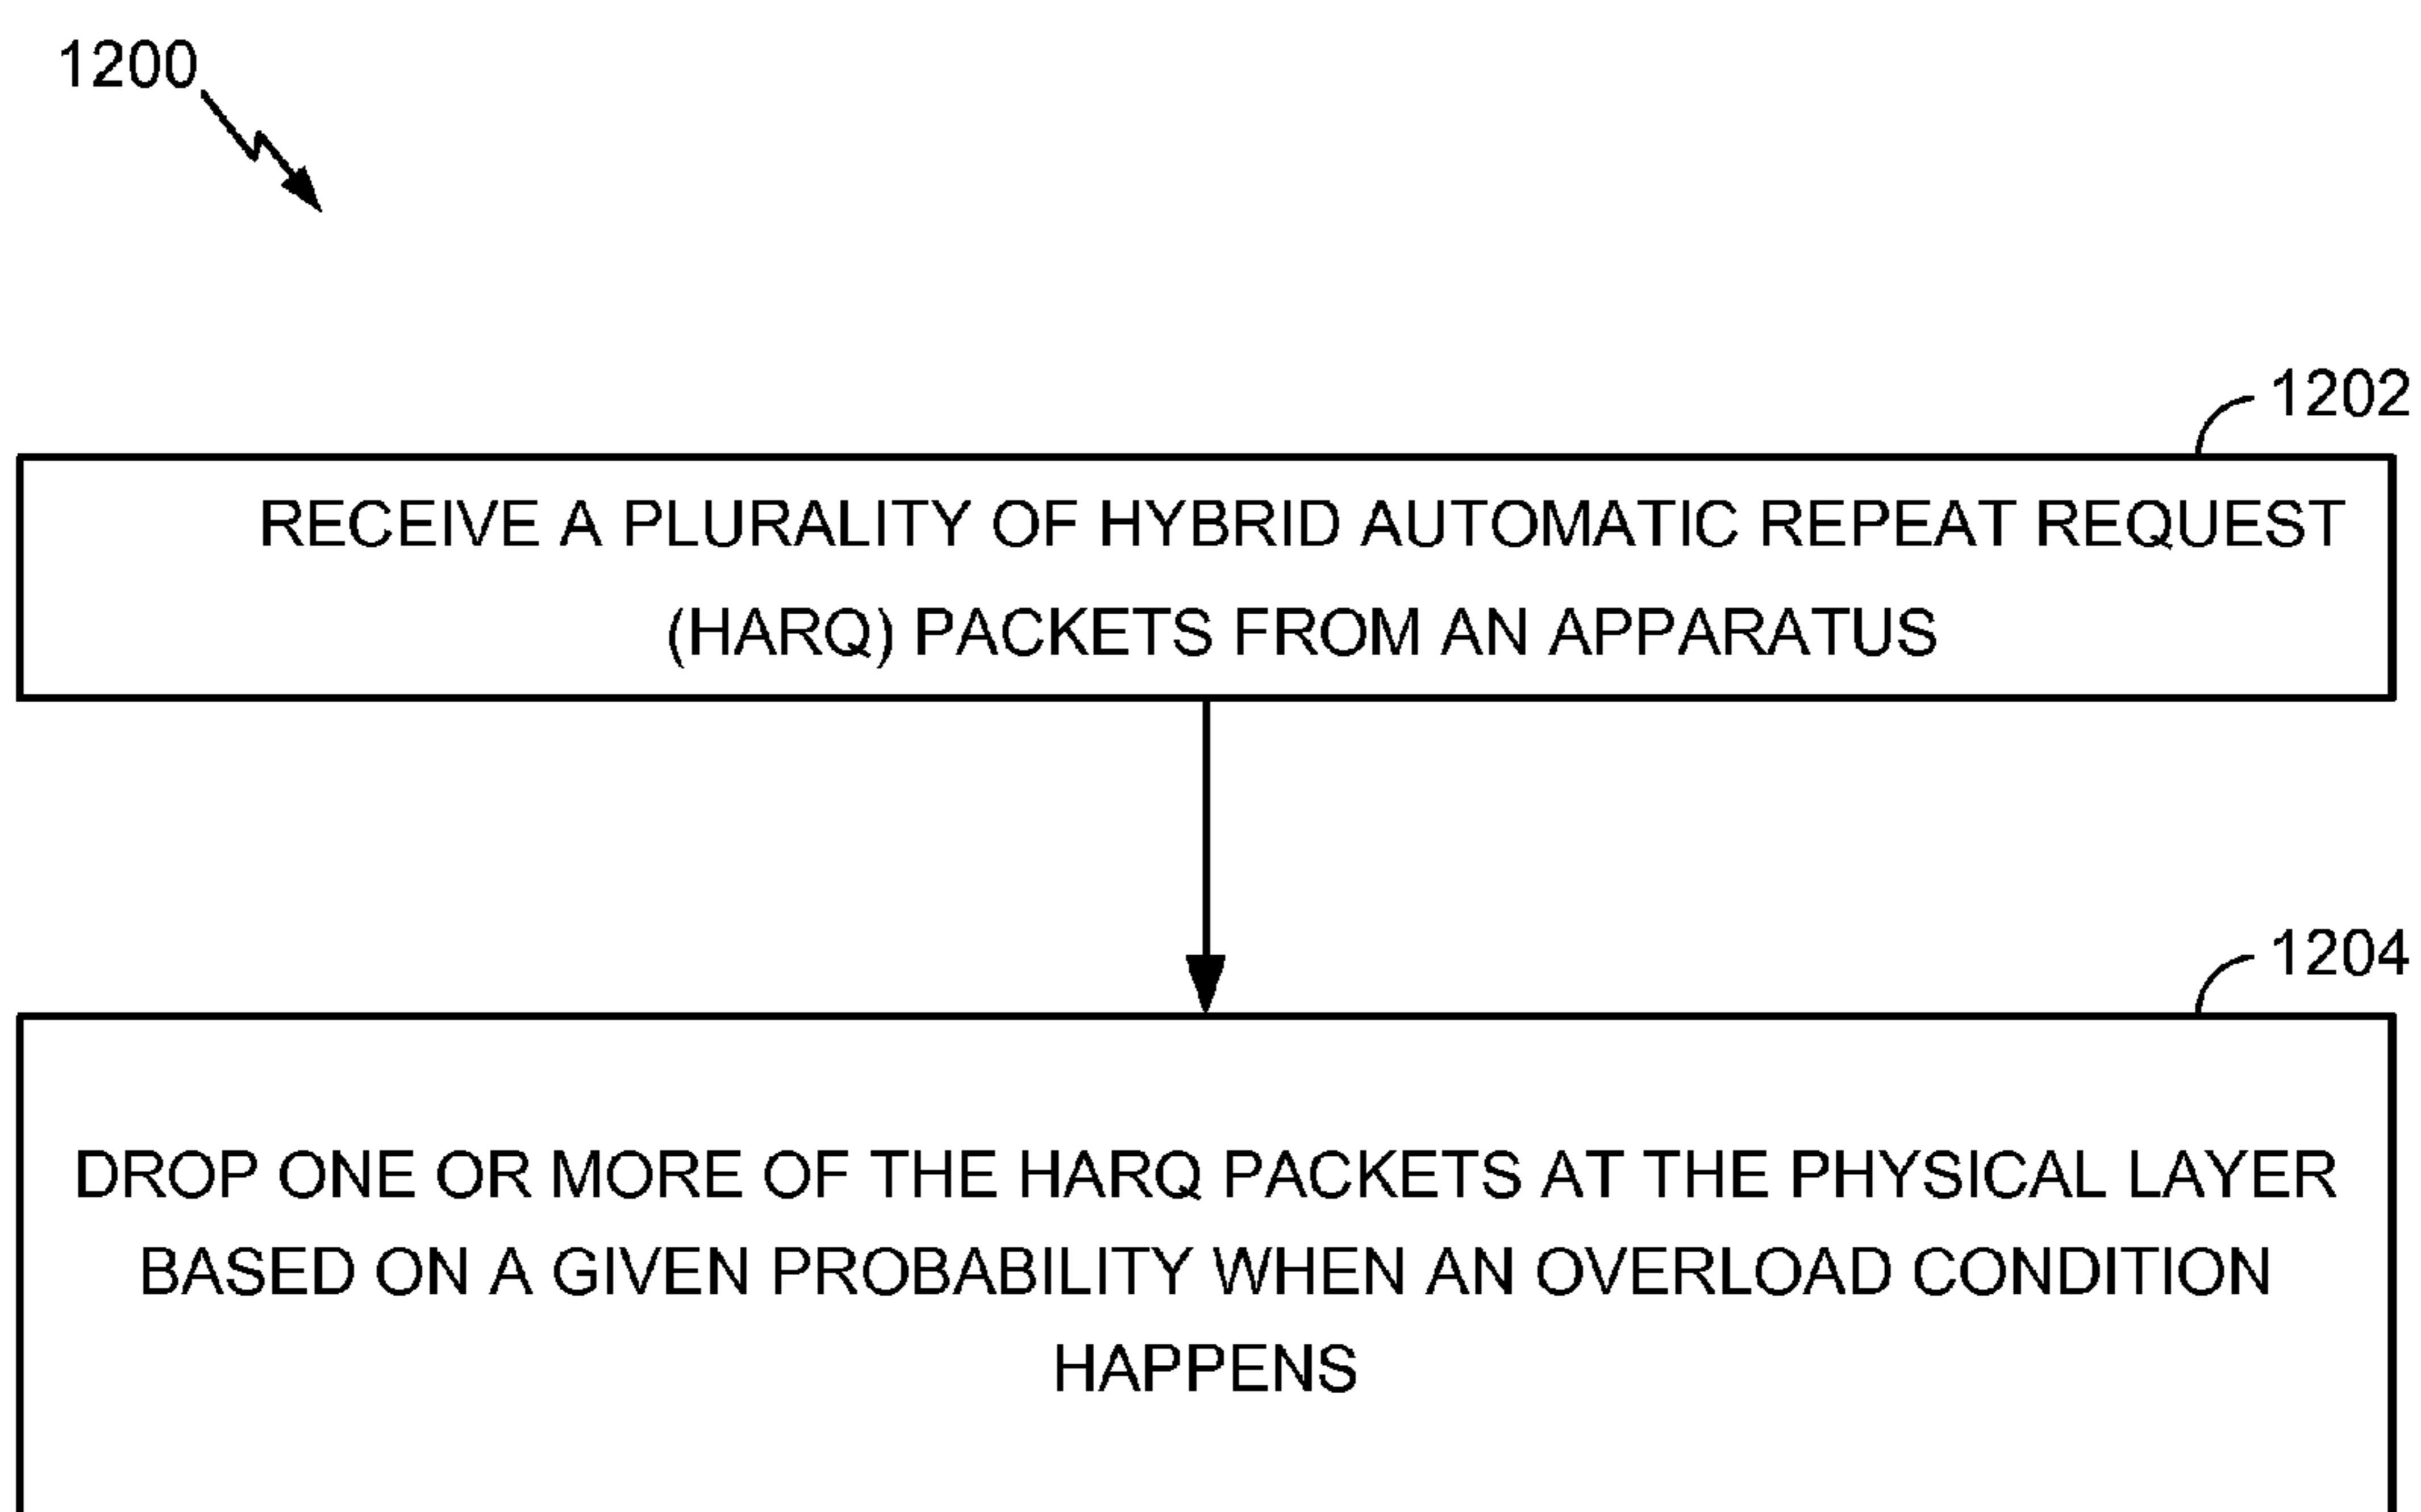 1200
1202
RECEIVE A PLURALITY OF HYBRID AUTOMATIC REPEAT REQUEST
(HARQ) PACKETS FROM AN APPARATUS
1204
DROP ONE OR MORE OF THE HARQ PACKETS AT THE PHYSICAL LAYER
BASED ON A GIVEN PROBABILITY WHEN AN OVERLOAD CONDITION
HAPPENS